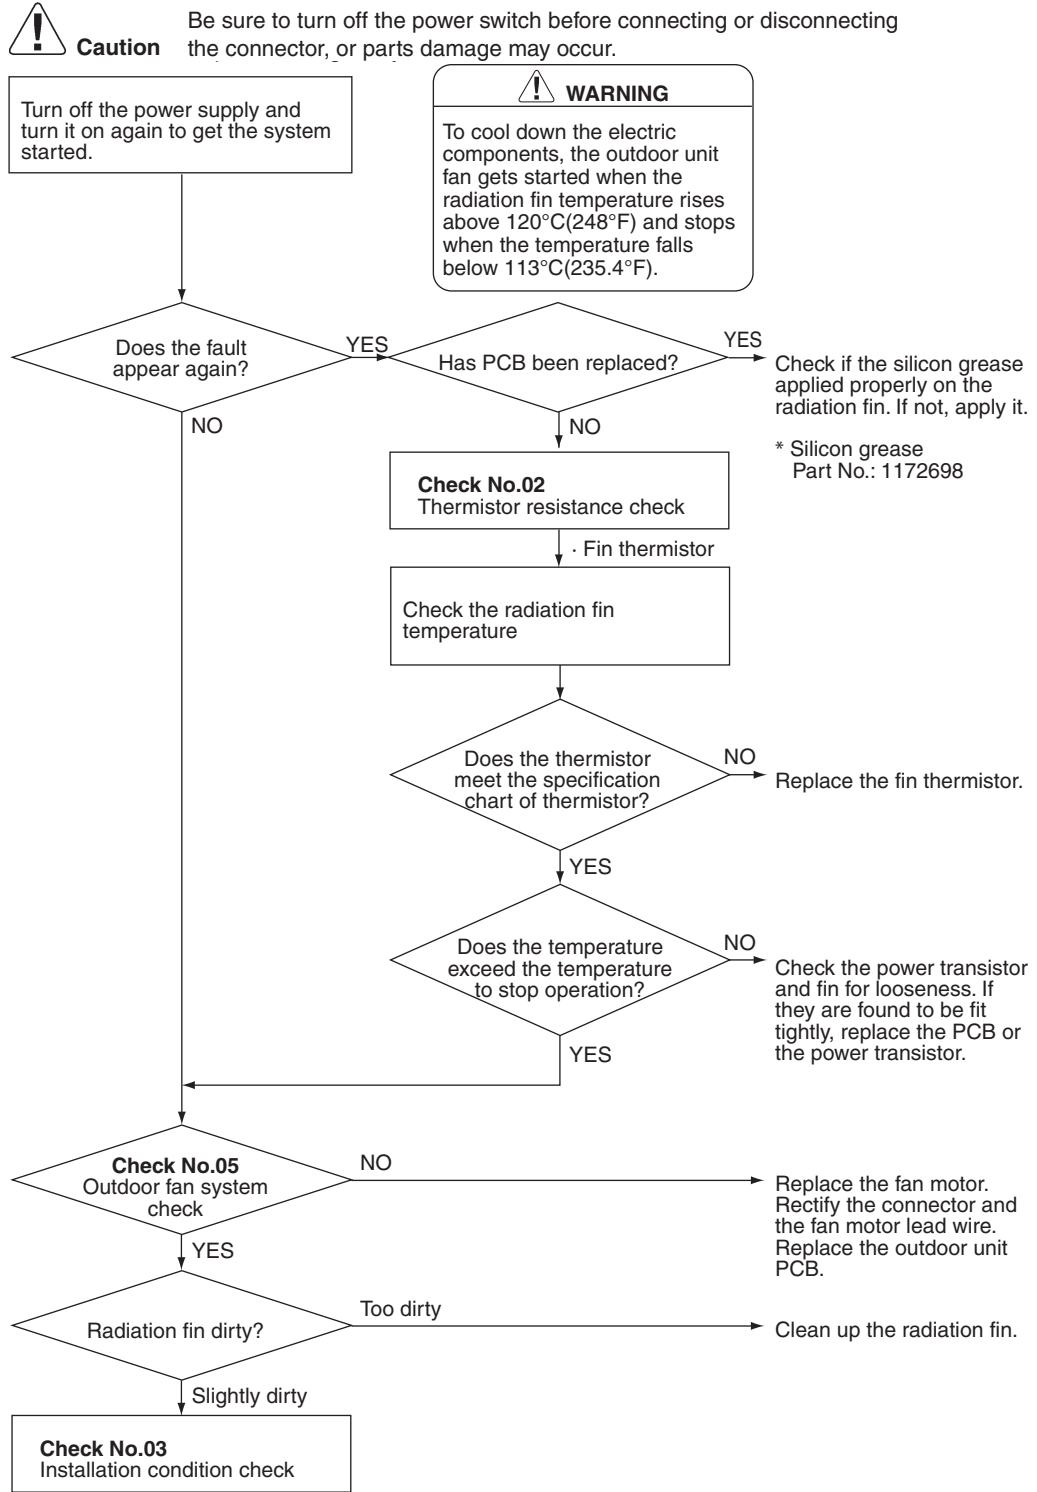 Caution
Be sure to turn off the power switch before connecting or disconnecting
the connector, or parts damage may occur.
Turn off the power supply and
turn it on again to get the system
started.
WARNING
To cool down the electric
components, the outdoor unit
fan gets started when the
radiation fin temperature rises
above 120°C(248°F) and stops
when the temperature falls
below 113°C(235.4°F).
Does the fault
appear again?
YES
Has PCB been replaced?
YES
Check if the silicon grease
applied properly on the
radiation fin. If not, apply it.
* Silicon grease
Part No.: 1172698
NO
NO
Check No.02
Thermistor resistance check
· Fin thermistor
Check the radiation fin
temperature
Does the thermistor
meet the specification
chart of thermistor?
NO
Replace the fin thermistor.
YES
Does the temperature
exceed the temperature
to stop operation?
NO
Check the power transistor
and fin for looseness. If
they are found to be fit
tightly, replace the PCB or
the power transistor.
YES
Check No.05
Outdoor fan system
check
NO
Replace the fan motor.
Rectify the connector and
the fan motor lead wire.
Replace the outdoor unit
PCB.
YES
Radiation fin dirty?
Too dirty
Clean up the radiation fin.
Slightly dirty
Check No.03
Installation condition check